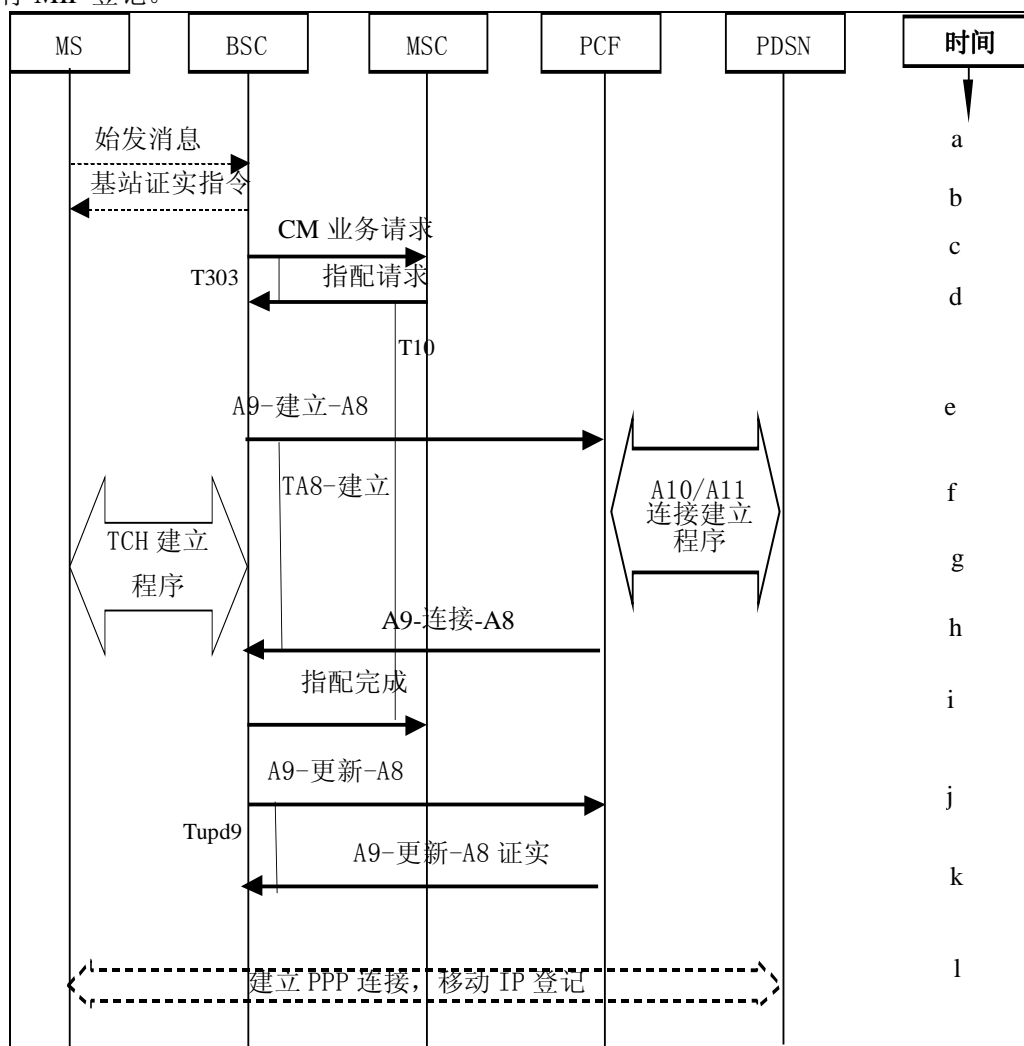 MIP 登记。
MS BSC MSC PCF PDSN 时间
始发消息 a
基站证实指令 b
CM 业务请求 c
T303 指配请求 d
T10
A9-建立-A8 e
TA8-建立 A10/A11 f
连接建立
TCH 建立 程序
程序 g
A9-连接-A8 h
指配完成 i
A9-更新-A8 j
Tupd9
A9-更新-A8 证实 k
建立 PPP 连接，移动 IP 登记 l